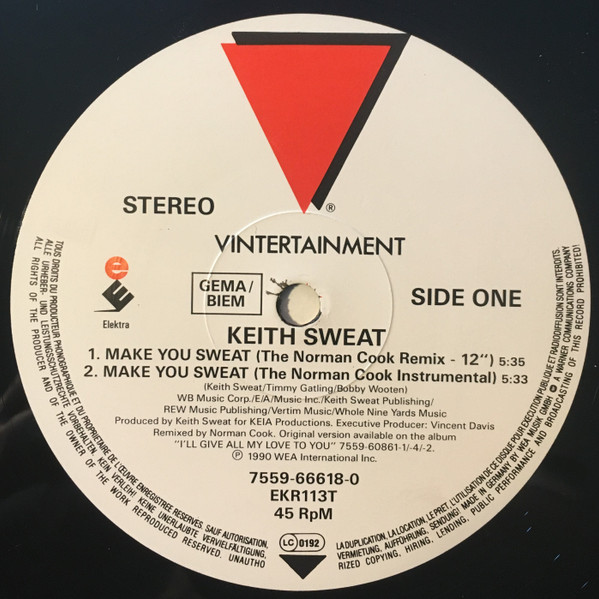 ®
STEREO
VINTERTAINMENT
GEMA/
BIEM
SIDE ONE
e
E
Elektra
KEITH SWEAT
1. MAKE YOU SWEAT (The Norman Cook Remix - 12") 5:35
2. MAKE YOU SWEAT (The Norman Cook Instrumental) 5:33
(Keith Sweat/Timmy Gatling/Bobby Wooten)
WB Music Corp./E/A/Music Inc./Keith Sweat Publishing/
REW Music Publishing/Vertim Music/Whole Nine Yards Music
Produced by Keith Sweat for KEIA Productions. Executive Producer: Vincent Davis
Remixed by Norman Cook. Original version available on the album
"I'LL GIVE ALL MY LOVE TO YOU" 7559-60861-1/-4/-2.
℗ 1990 WEA International Inc.
7559-66618-0
EKR113T
45 RpM
LC 0192
TOUS DROITS DU PRODUCTEUR PHONOGRAPHIQUE ET DU PROPRIETAIRE DE L'ŒUVRE ENREGISTREE RESERVES. SAUF AUTORISATION,
ALLE URHEBER- UND LEISTUNGSSCHUTZRECHTE VORBEHALTEN. KEIN VERLEIH! KEINE UNERLAUBTE VERVIELFÄLTIGUNG,
ALL RIGHTS OF THE PRODUCER AND OF THE OWNER OF THE WORK REPRODUCED RESERVED. UNAUTHO
LA DUPLICATION, LA LOCATION, LE PRET, L'UTILISATION DE CE DISQUE POUR EXECUTION PUBLIQUE ET RADIODIFFUSION SONT INTERDITS.
VERMIETUNG, AUFFÜHRUNG, SENDUNG! MADE IN GERMANY BY WEA MUSIK GMBH A WARNER COMMUNICATIONS COMPANY
RIZED COPYING, HIRING, LENDING, PUBLIC PERFORMANCE AND BROADCASTING OF THIS RECORD PROHIBITED!